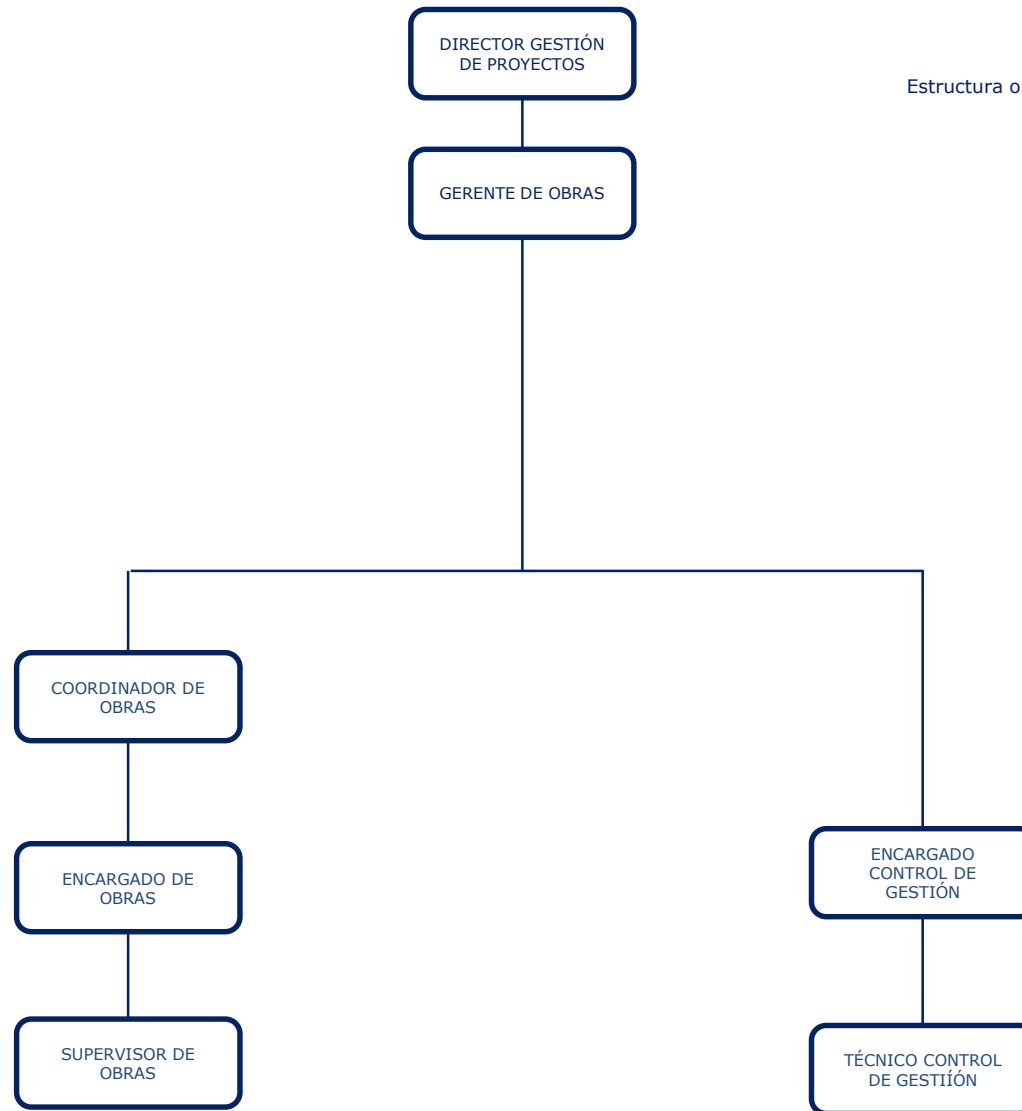 DIRECTOR GESTIÓN
DE PROYECTOS
Estructura o
GERENTE DE OBRAS
COORDINADOR DE
OBRAS
ENCARGADO DE
OBRAS
ENCARGADO
CONTROL DE
GESTIÓN
SUPERVISOR DE
OBRAS
TÉCNICO CONTROL
DE GESTIÍÓN